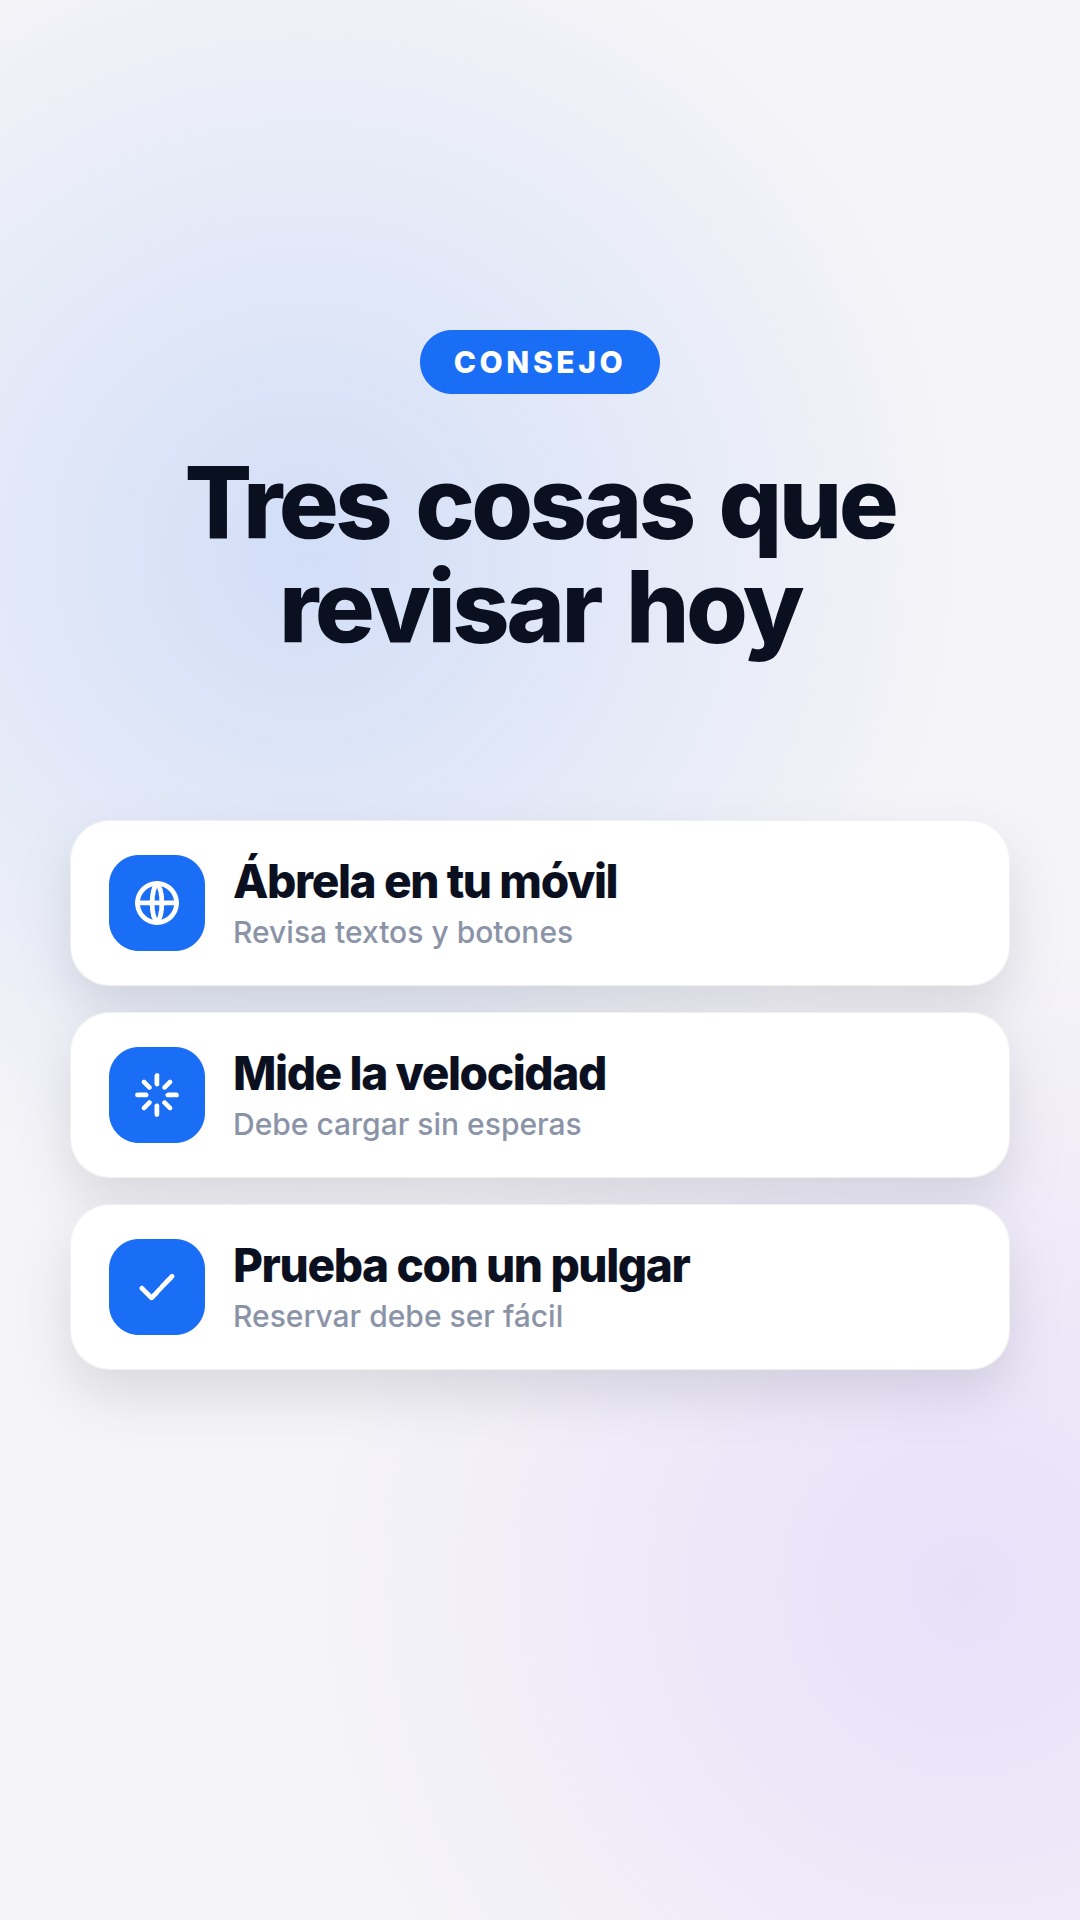 CONSEJO
Tres cosas que
revisar hoy
Ábrela en tu móvil
Revisa textos y botones
Mide la velocidad
Debe cargar sin esperas
Prueba con un pulgar
Reservar debe ser fácil